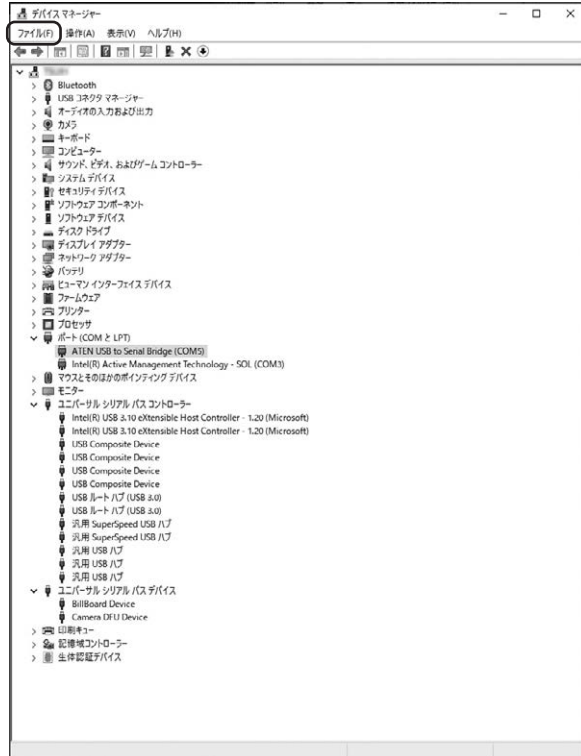 デバイス マネージャー
ファイル(F) 操作(A) 表示(V) ヘルプ(H)
Bluetooth
USB コネクタ マネージャー
オーディオの入力および出力
カメラ
キーボード
コンピューター
サウンド、ビデオ、およびゲーム コントローラー
システム デバイス
セキュリティ デバイス
ソフトウェア コンポーネント
ソフトウェア デバイス
ディスク ドライブ
ディスプレイ アダプター
ネットワーク アダプター
バッテリ
ヒューマン インターフェイス デバイス
ファームウェア
プリンター
プロセッサ
ポート (COM と LPT)
ATEN USB to Serial Bridge (COM5)
Intel(R) Active Management Technology - SOL (COM3)
マウスとそのほかのポインティング デバイス
モニター
ユニバーサル シリアル バス コントローラー
Intel(R) USB 3.10 eXtensible Host Controller - 1.20 (Microsoft)
Intel(R) USB 3.10 eXtensible Host Controller - 1.20 (Microsoft)
USB Composite Device
USB Composite Device
USB Composite Device
USB Composite Device
USB ルート ハブ (USB 3.0)
USB ルート ハブ (USB 3.0)
汎用 SuperSpeed USB ハブ
汎用 SuperSpeed USB ハブ
汎用 USB ハブ
汎用 USB ハブ
汎用 USB ハブ
ユニバーサル シリアル バス デバイス
BillBoard Device
Camera DFU Device
印刷キュー
記憶域コントローラー
生体認証デバイス